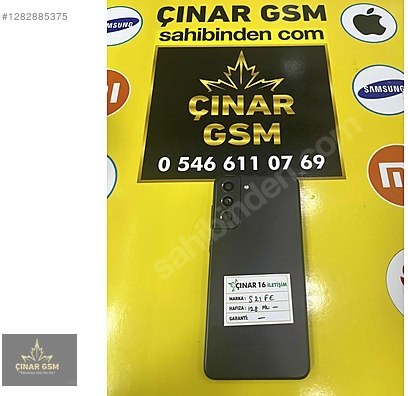 #1282885375
ÇINAR GSM
sahibinden com
SAMSUNG
SAMSUNG
ÇINAR
GSM
0 546 611 07 69
sahibinden.com
ÇINAR 16 İLETİŞİM
MARKA: S21 FE
HAFIZA: 128
GARANTİ: —
ÇINAR GSM